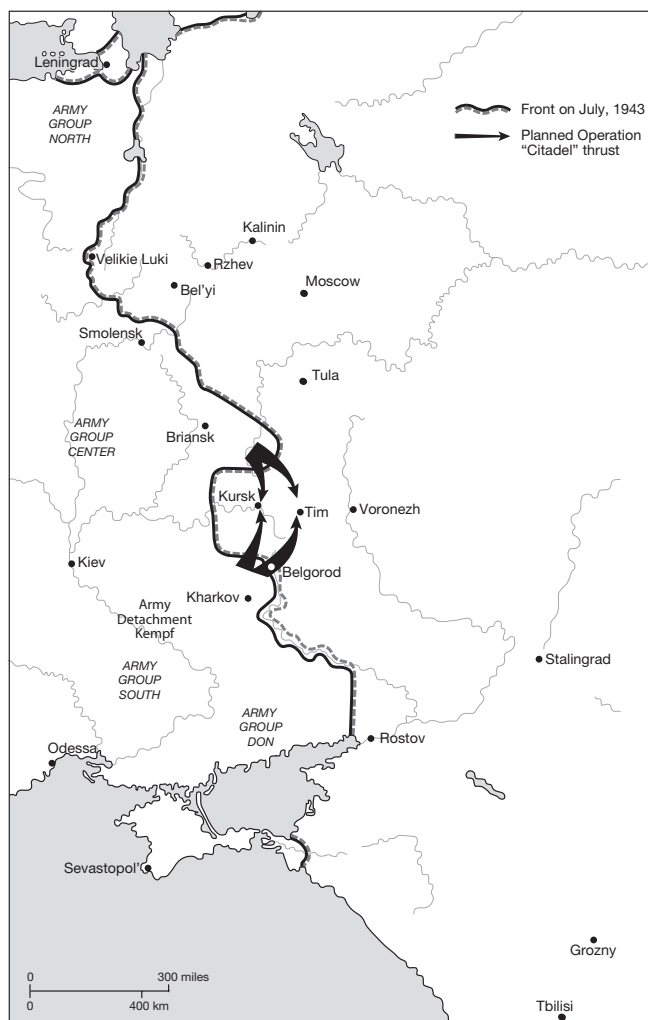 Leningrad
ARMY
GROUP
NORTH
Front on July, 1943
Planned Operation
“Citadel” thrust
Kalinin
Velikie Luki
Rzhev
Bel’yi
Moscow
Smolensk
Tula
ARMY
GROUP
CENTER
Briansk
Kursk
Tim
Voronezh
Kiev
Belgorod
Kharkov
Army
Detachment
Kempf
Stalingrad
ARMY
GROUP
SOUTH
ARMY
GROUP
DON
Rostov
Odessa
Sevastopol’
Grozny
0 300 miles
0 400 km
Tbilisi